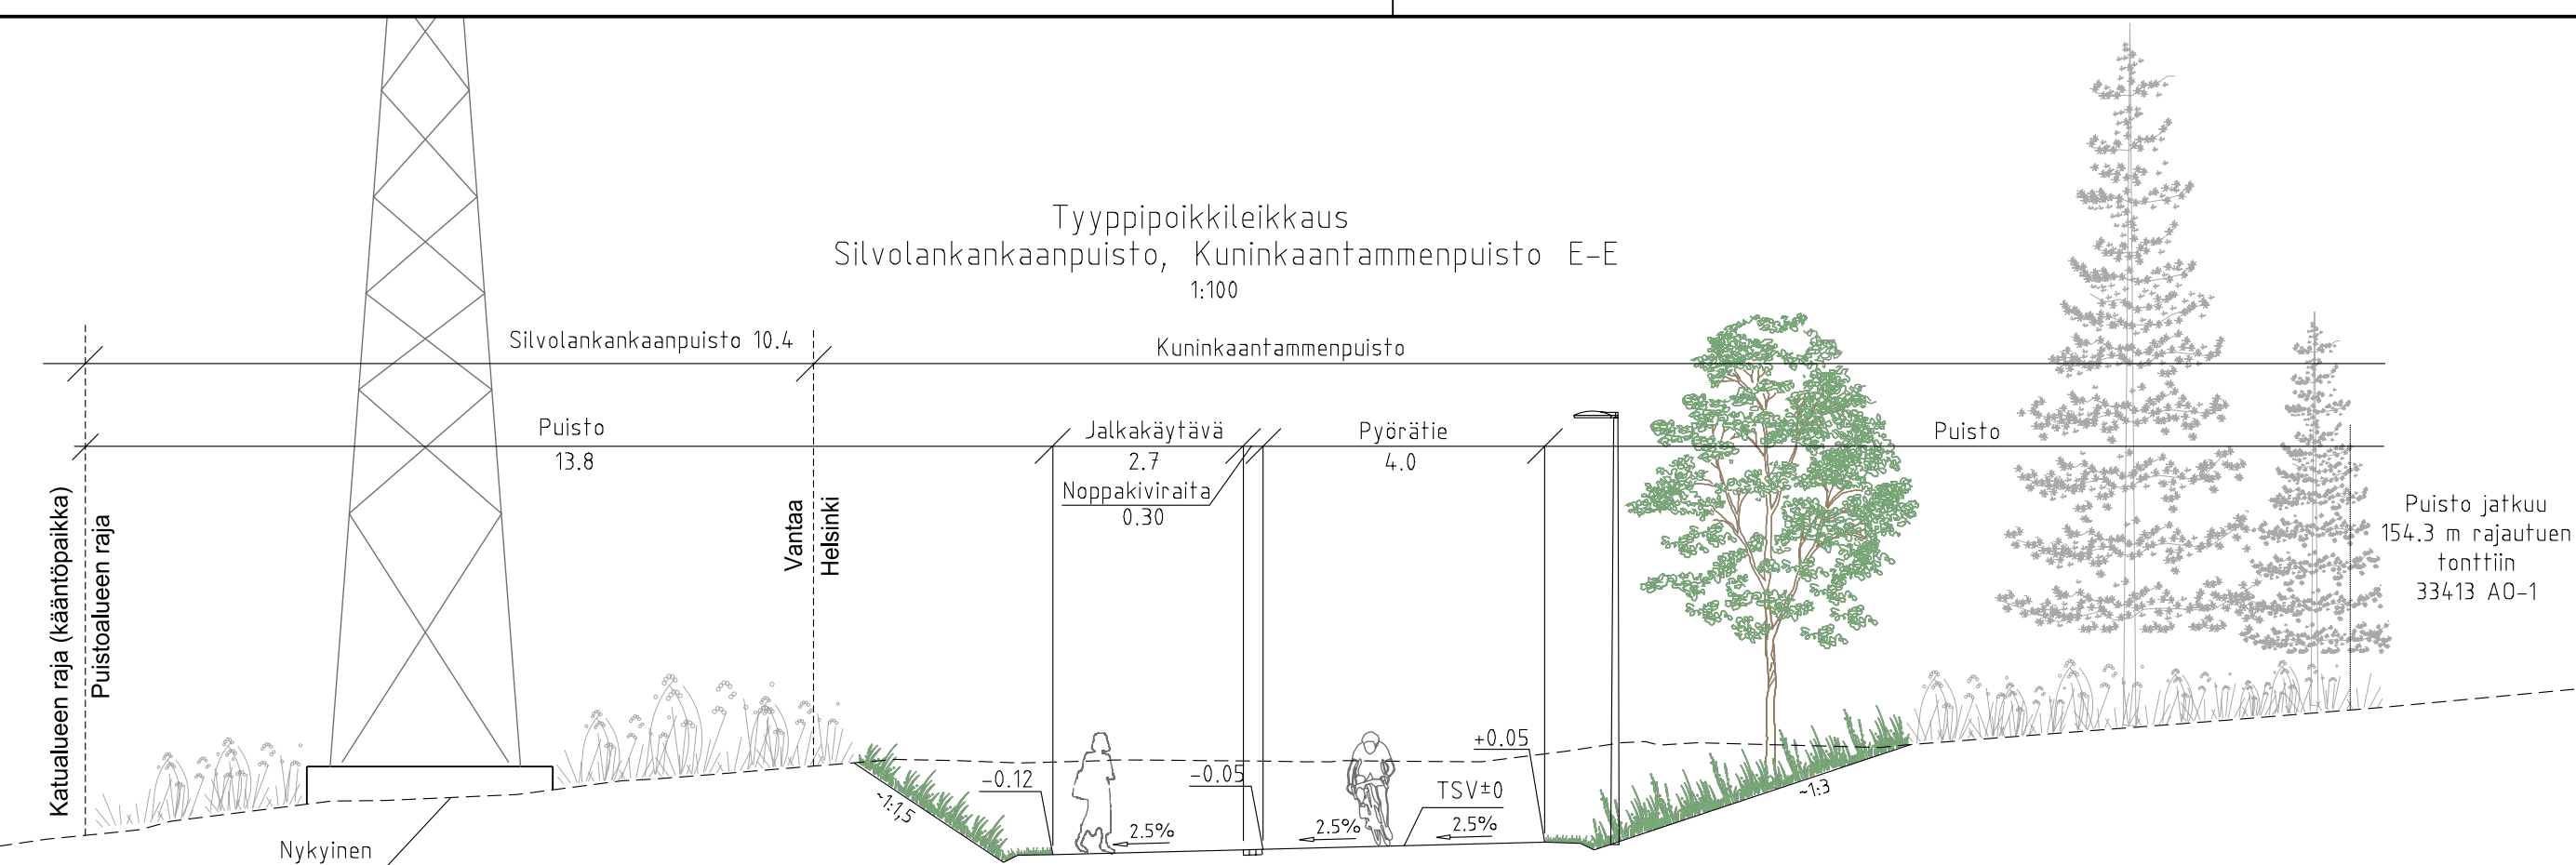 Tyyppipoikkileikkaus
Silvolankankaanpuisto, Kuninkaantammenpuisto E-E
1:100
Silvolankankaanpuisto 10.4
Kuninkaantammenpuisto
Puisto
13.8
Jalkakäytävä
2.7
Noppakiviraita
0.30
Pyörätie
4.0
Puisto
Katualueen raja (kääntöpaikka)
Puistoalueen raja
Vantaa
Helsinki
Puisto jatkuu
154.3 m rajautuen
tonttiin
33413 AO-1
~1:1,5
-0.12
2.5%
-0.05
2.5%
TSV±0
2.5%
+0.05
~1:3
Nykyinen